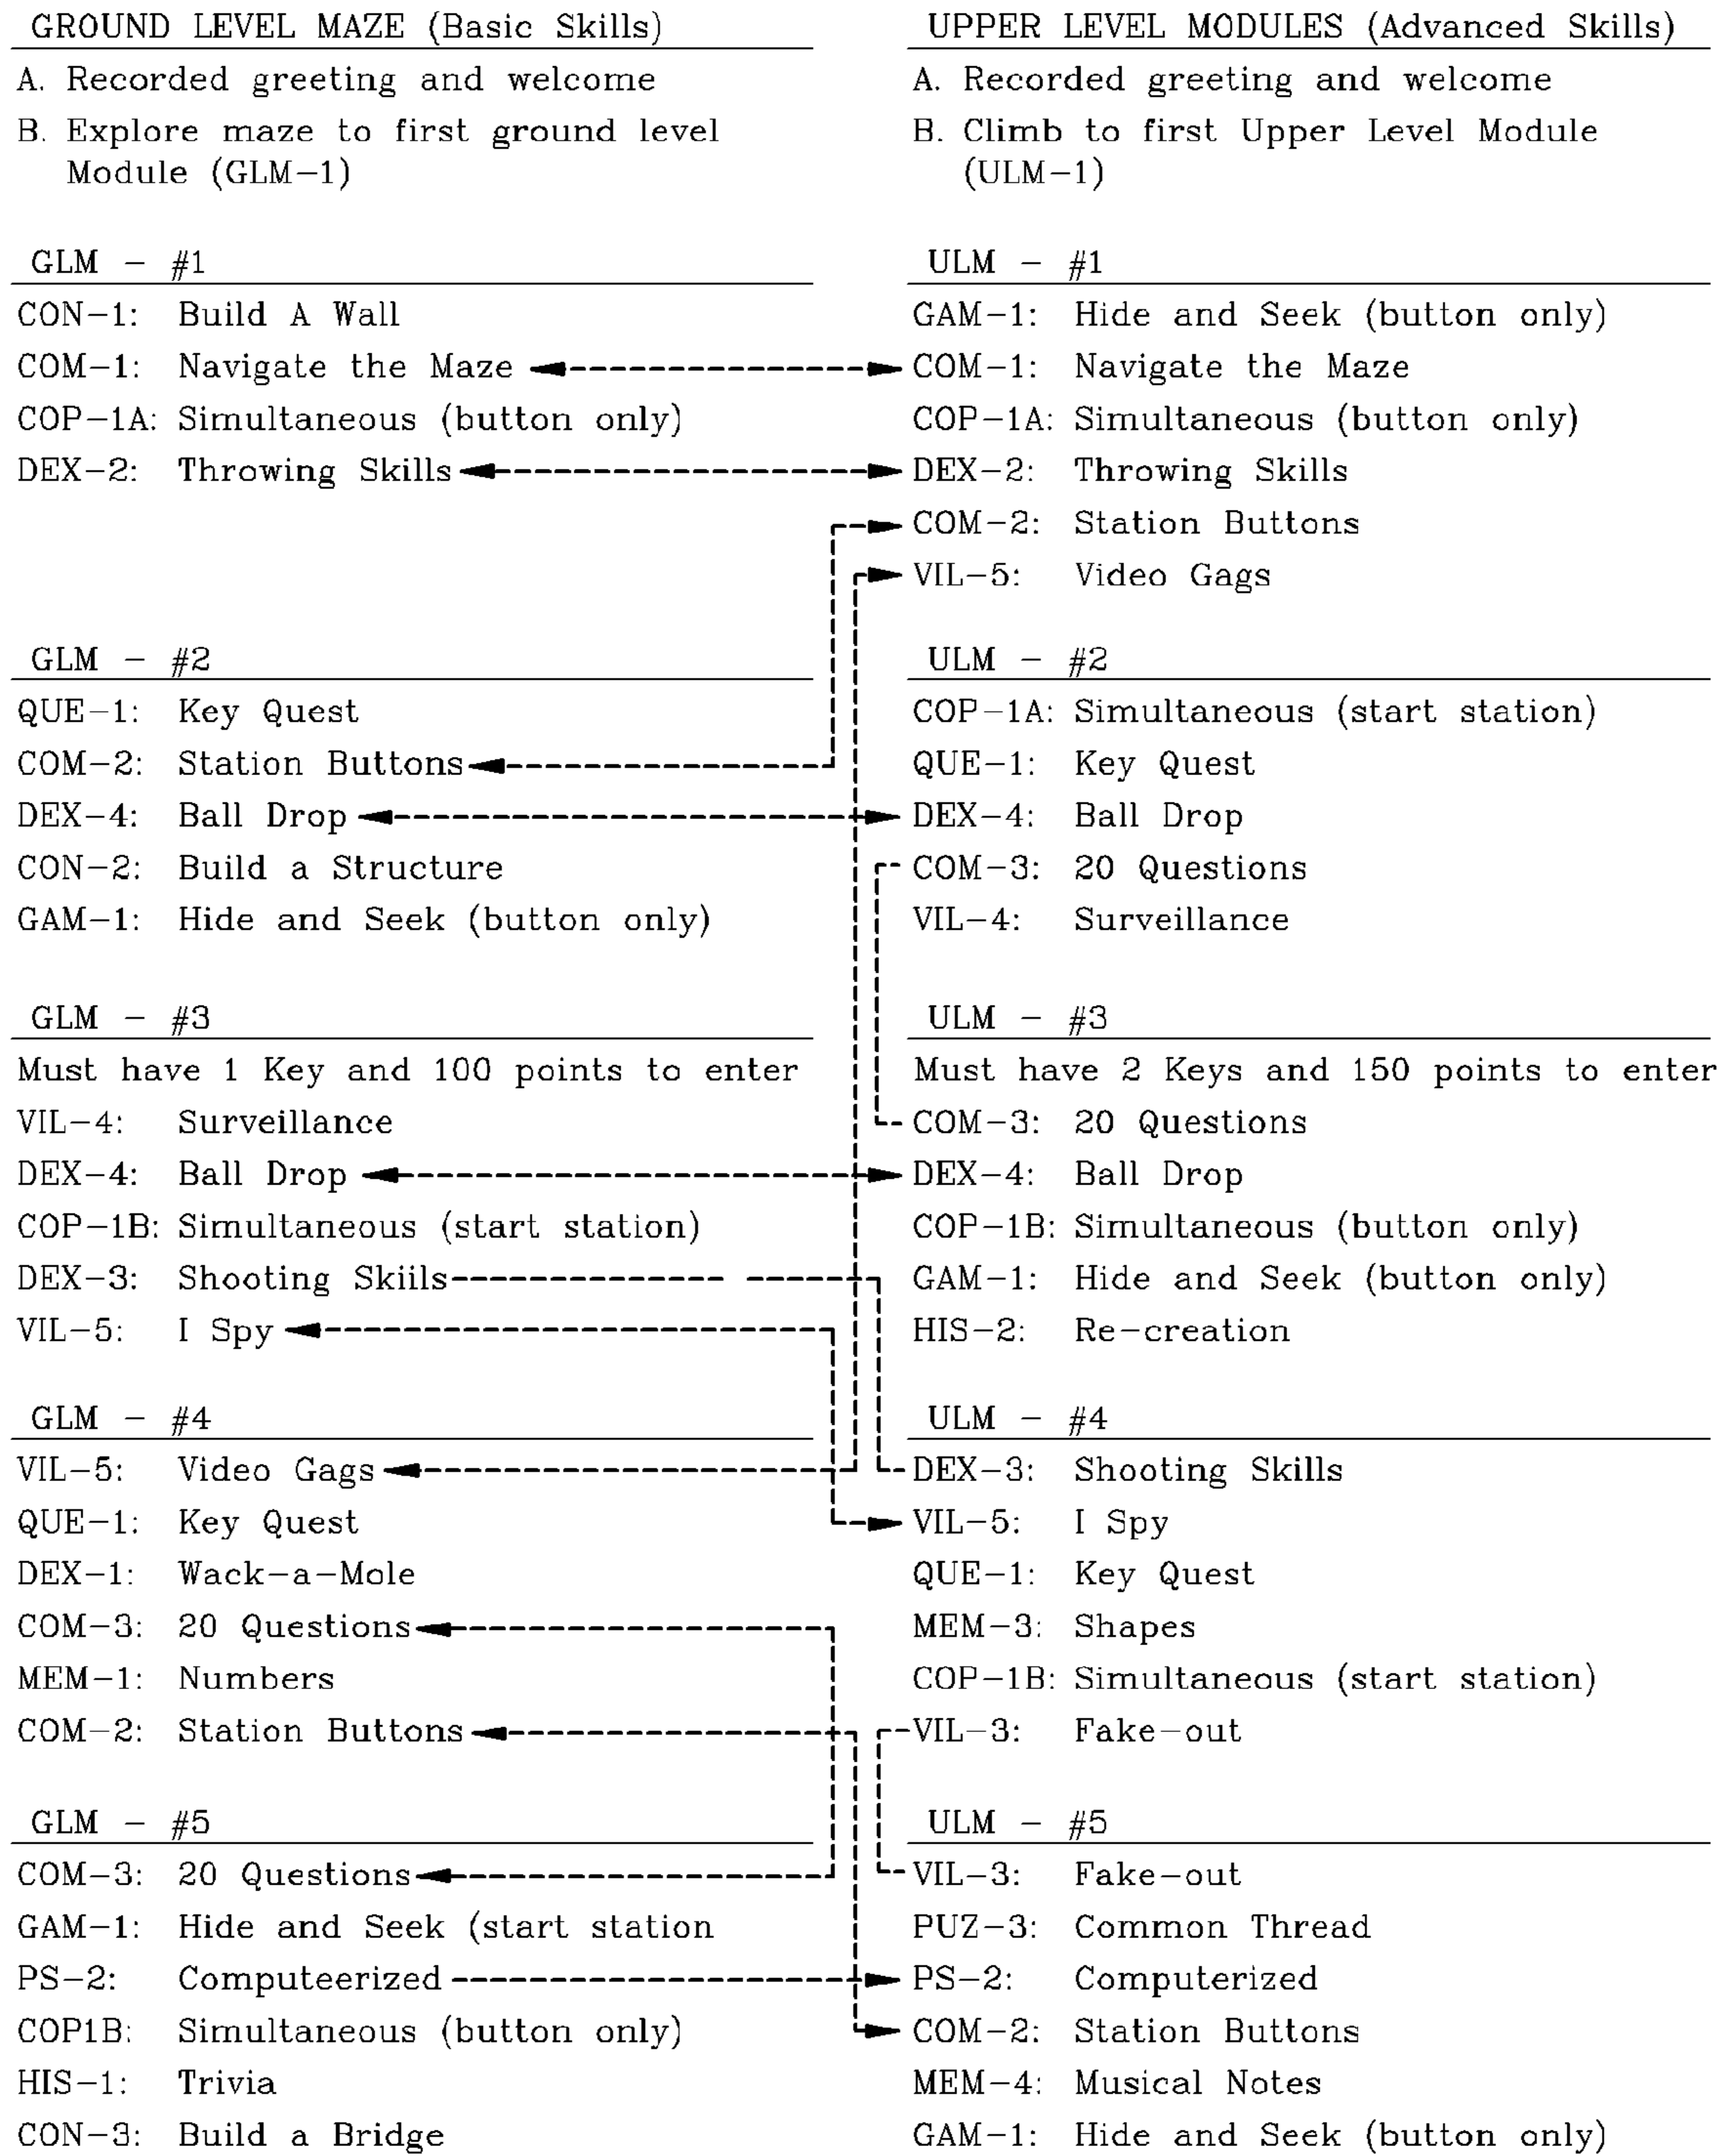 GROUND LEVEL MAZE (Basic Skills)
A. Recorded greeting and welcome
B. Explore maze to first ground level
Module (GLM-1)
GLM - #1
CON-1: Build A Wall
COM-1: Navigate the Maze
COP-1A: Simultaneous (button only)
DEX-2: Throwing Skills
GLM - #2
QUE-1: Key Quest
COM-2: Station Buttons
DEX-4: Ball Drop
CON-2: Build a Structure
GAM-1: Hide and Seek (button only)
GLM - #3
Must have 1 Key and 100 points to enter
VIL-4: Surveillance
DEX-4: Ball Drop
COP-1B: Simultaneous (start station)
DEX-3: Shooting Skiils
VIL-5: I Spy
GLM - #4
VIL-5: Video Gags
QUE-1: Key Quest
DEX-1: Wack-a-Mole
COM-3: 20 Questions
MEM-1: Numbers
COM-2: Station Buttons
GLM - #5
COM-3: 20 Questions
GAM-1: Hide and Seek (start station
PS-2: Computeerized
COP1B: Simultaneous (button only)
HIS-1: Trivia
CON-3: Build a Bridge
UPPER LEVEL MODULES (Advanced Skills)
A. Recorded greeting and welcome
B. Climb to first Upper Level Module
(ULM-1)
ULM - #1
GAM-1: Hide and Seek (button only)
COM-1: Navigate the Maze
COP-1A: Simultaneous (button only)
DEX-2: Throwing Skills
COM-2: Station Buttons
VIL-5: Video Gags
ULM - #2
COP-1A: Simultaneous (start station)
QUE-1: Key Quest
DEX-4: Ball Drop
COM-3: 20 Questions
VIL-4: Surveillance
ULM - #3
Must have 2 Keys and 150 points to enter
COM-3: 20 Questions
DEX-4: Ball Drop
COP-1B: Simultaneous (button only)
GAM-1: Hide and Seek (button only)
HIS-2: Re-creation
ULM - #4
DEX-3: Shooting Skills
VIL-5: I Spy
QUE-1: Key Quest
MEM-3: Shapes
COP-1B: Simultaneous (start station)
VIL-3: Fake-out
ULM - #5
VIL-3: Fake-out
PUZ-3: Common Thread
PS-2: Computerized
COM-2: Station Buttons
MEM-4: Musical Notes
GAM-1: Hide and Seek (button only)